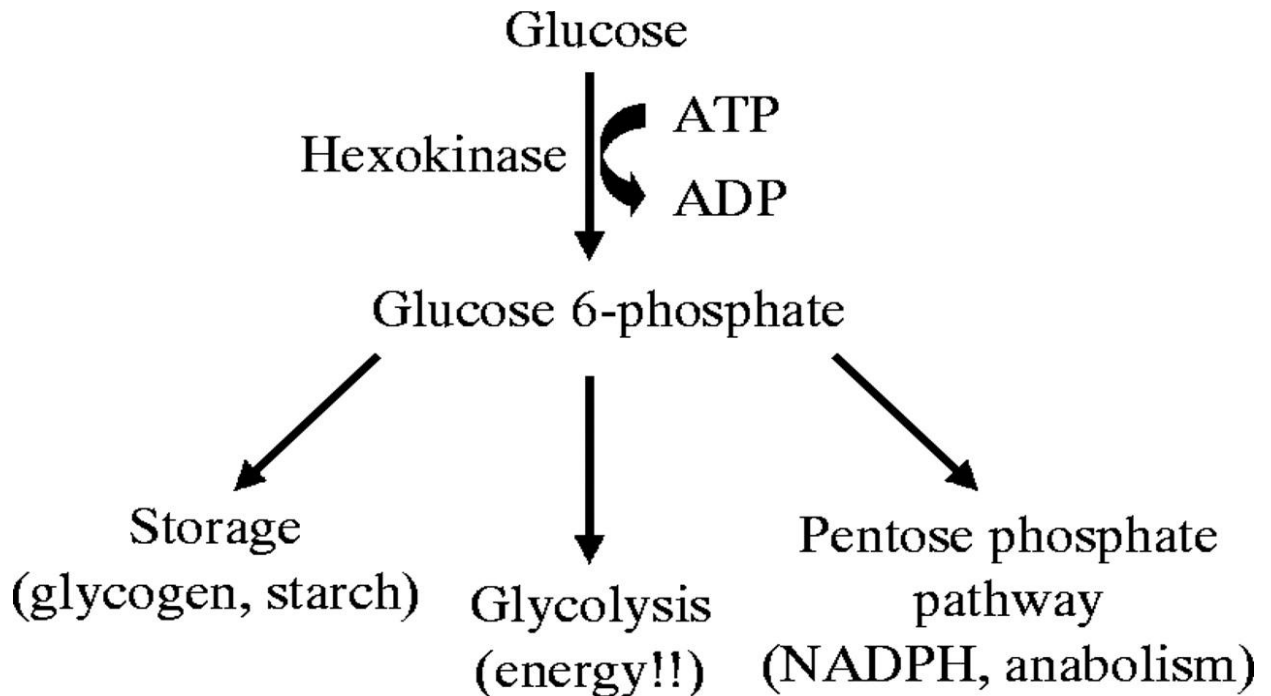 Glucose
ATP
Hexokinase
ADP
Glucose 6-phosphate
Storage
(glycogen, starch)
Glycolysis
(energy!!)
Pentose phosphate
pathway
(NADPH, anabolism)